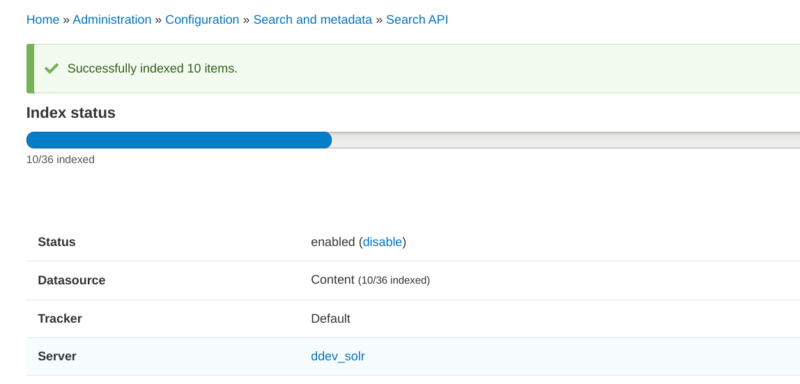 Home » Administration » Configuration » Search and metadata » Search API
Successfully indexed 10 items.
Index status
10/36 indexed
Status enabled (disable)
Datasource Content (10/36 indexed)
Tracker Default
Server ddev_solr